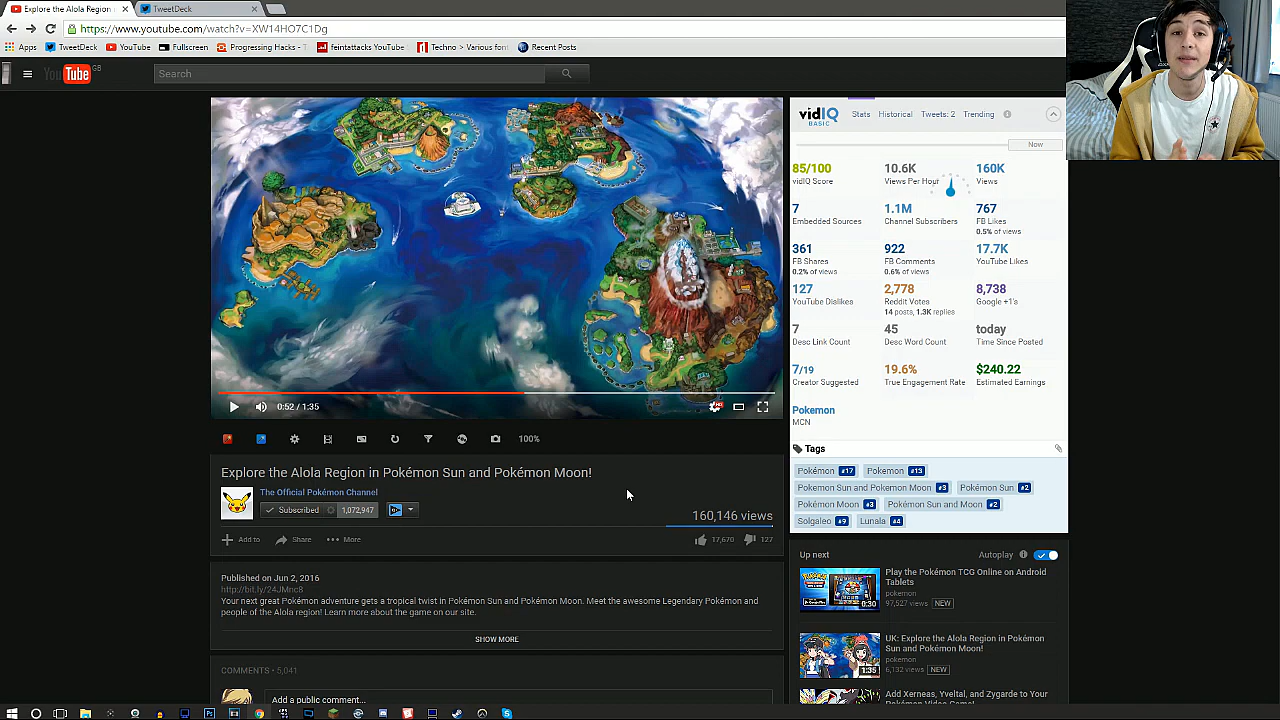 Explore the Alola Region
TweetDeck
https://www.youtube.com/watch?v=XW14HO7C1Dg
Apps TweetDeck YouTube Fullscreen Progressing Hacks - T feintattacks YouTube Techno > Various for Recent Posts
YouTube GB
Search
0:52 / 1:35
HD
100%
Explore the Alola Region in Pokémon Sun and Pokémon Moon!
The Official Pokémon Channel
Subscribed 1,072,947
160,146 views
Add to Share More
17,670 127
Published on Jun 2, 2016
http://bit.ly/24JMnc8
Your next great Pokémon adventure gets a tropical twist in Pokémon Sun and Pokémon Moon. Meet the awesome Legendary Pokémon and
people of the Alola region! Learn more about the game on our site.
SHOW MORE
COMMENTS • 5,041
Add a public comment...
vidIQ BASIC
Stats Historical Tweets: 2 Trending
Now
85/100 10.6K 160K
vidIQ Score Views Per Hour Views
7 1.1M 767
Embedded Sources Channel Subscribers FB Likes
0.5% of views
361 922 17.7K
FB Shares FB Comments YouTube Likes
0.2% of views 0.6% of views
127 2,778 8,738
YouTube Dislikes Reddit Votes Google +1's
14 posts, 1.3K replies
7 45 today
Desc Link Count Desc Word Count Time Since Posted
7/19 19.6% $240.22
Creator Suggested True Engagement Rate Estimated Earnings
Pokemon
MCN
Tags
Pokémon #17 Pokemon #13
Pokemon Sun and Pokemon Moon #3 Pokémon Sun #2
Pokémon Moon #3 Pokémon Sun and Moon #2
Solgaleo #9 Lunala #4
Up next Autoplay
Play the Pokémon TCG Online on Android
Tablets
pokemon
97,527 views NEW
0:30
UK: Explore the Alola Region in Pokémon
Sun and Pokémon Moon!
pokemon
6,132 views NEW
1:35
Add Xerneas, Yveltal, and Zygarde to Your